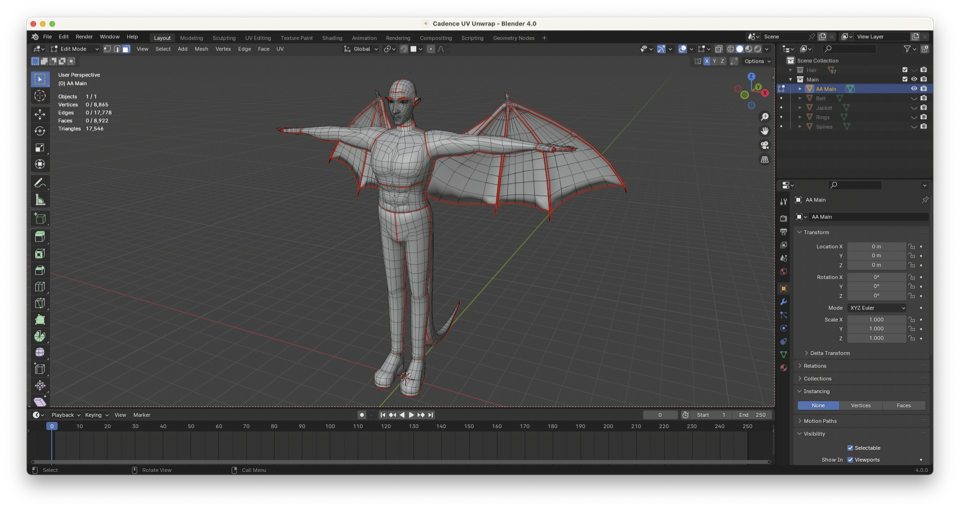 Cadence UV Unwrap - Blender 4.0
File Edit Render Window Help Layout Modeling Sculpting UV Editing Texture Paint Shading Animation Rendering Compositing Scripting Geometry Nodes + Scene View Layer
Edit Mode View Select Add Mesh Vertex Edge Face UV Global
X Y Z Options
User Perspective
(0) AA Main
Objects 1 / 1
Vertices 0 / 8,865
Edges 0 / 17,778
Faces 0 / 8,922
Triangles 17,546
Z
Y
X
Scene Collection
Hair
Main
AA Main
Ball
Jacket
Rings
Spines
AA Main
AA Main
Transform
Location X 0 m
Y 0 m
Z 0 m
Rotation X 0°
Y 0°
Z 0°
Mode XYZ Euler
Scale X 1.000
Y 1.000
Z 1.000
Delta Transform
Relations
Collections
Instancing
None Vertices Faces
Motion Paths
Visibility
Selectable
Show In Viewports
Playback Keying View Marker 0 Start 1 End 250
0 10 20 30 40 50 60 70 80 90 100 110 120 130 140 150 160 170 180 190 200 210 220 230 240 250
Select Rotate View Call Menu 4.0.0